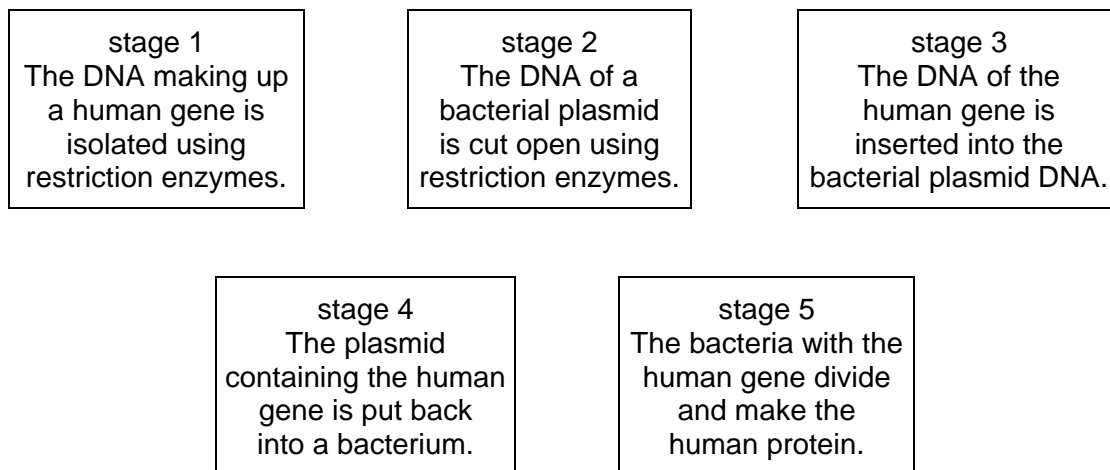 stage 1
The DNA making up
a human gene is
isolated using
restriction enzymes.
stage 2
The DNA of a
bacterial plasmid
is cut open using
restriction enzymes.
stage 3
The DNA of the
human gene is
inserted into the
bacterial plasmid DNA.
stage 4
The plasmid
containing the human
gene is put back
into a bacterium.
stage 5
The bacteria with the
human gene divide
and make the
human protein.